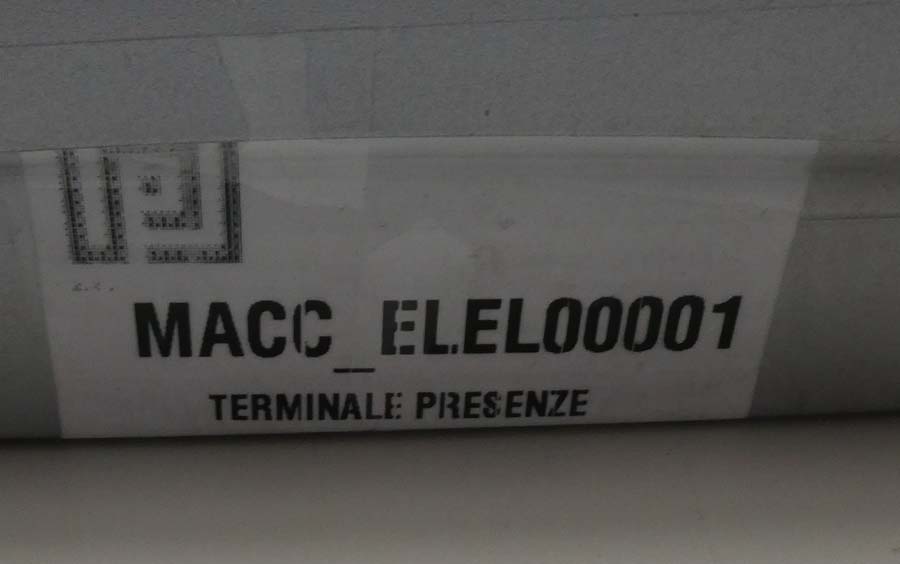 MACC_ELEL00001
TERMINALE PRESENZE